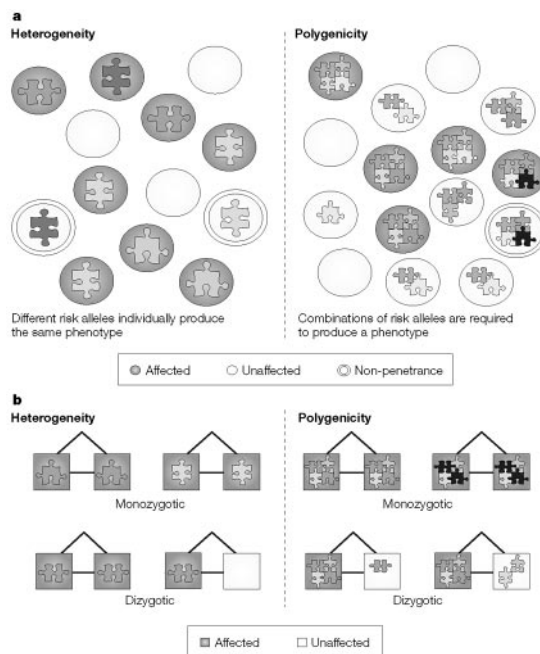 a
Heterogeneity
Polygenicity
Different risk alleles individually produce
the same phenotype
Combinations of risk alleles are required
to produce a phenotype
Affected
Unaffected
Non-penetrance
b
Heterogeneity
Polygenicity
Monozygotic
Monozygotic
Dizygotic
Dizygotic
Affected
Unaffected